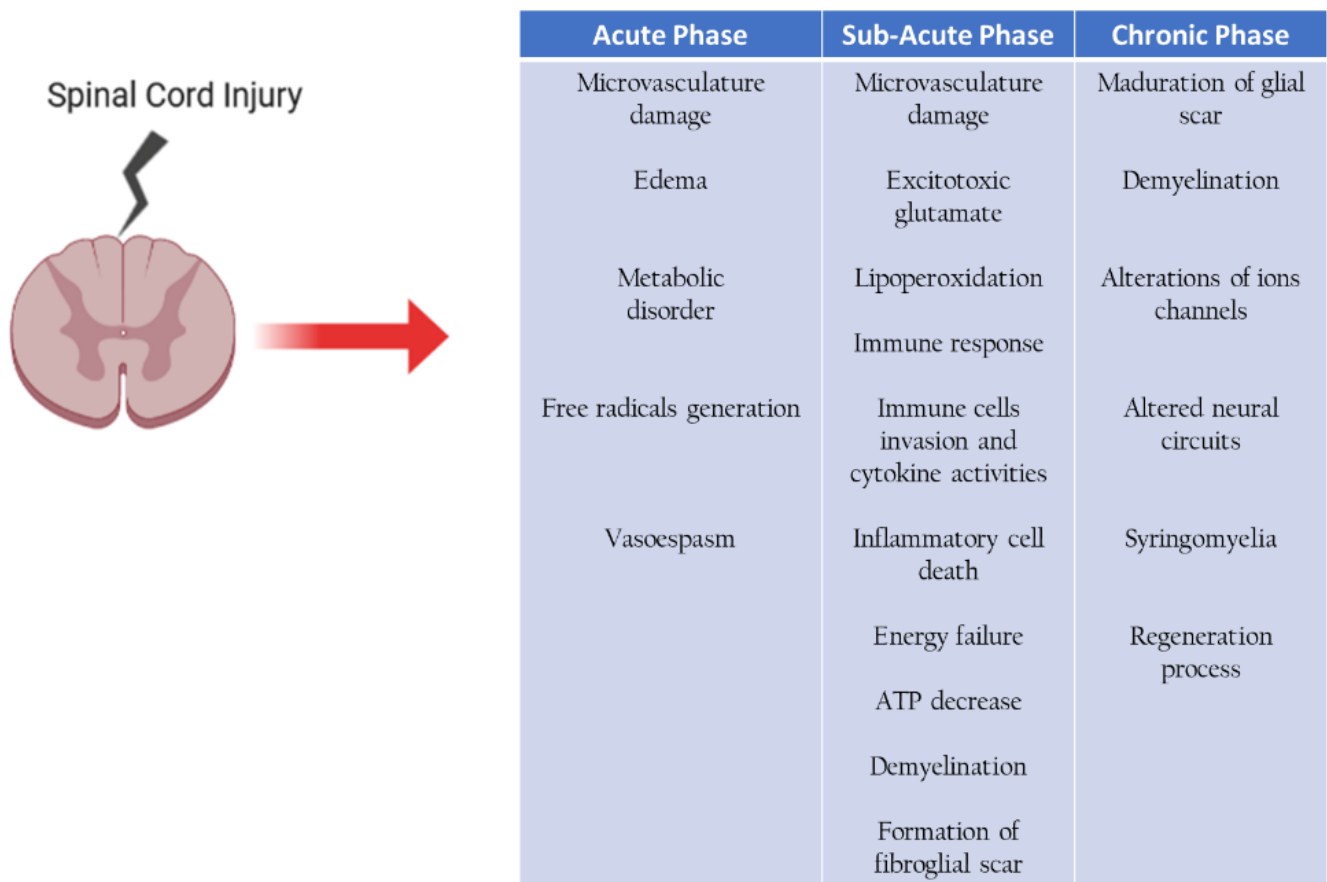 Spinal Cord Injury
Acute Phase
Microvasculature
damage
Edema
Metabolic
disorder
Free radicals generation
Vasoespasm
Sub-Acute Phase
Microvasculature
damage
Excitotoxic
glutamate
Lipoperoxidation
Immune response
Immune cells
invasion and
cytokine activities
Inflammatory cell
death
Energy failure
ATP decrease
Demyelination
Formation of
fibroglial scar
Chronic Phase
Maduration of glial
scar
Demyelination
Alterations of ions
channels
Altered neural
circuits
Syringomyelia
Regeneration
process